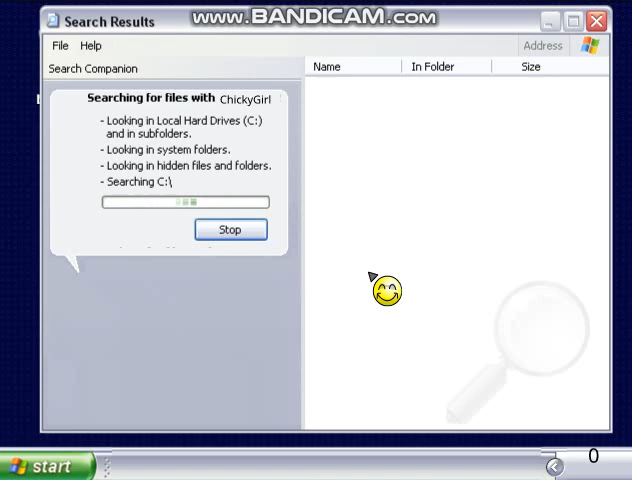 Search Results
WWW.BANDICAM.COM
File Help
Address
Search Companion
Name
In Folder
Size
Searching for files with ChickyGirl
- Looking in Local Hard Drives (C:)
and in subfolders.
- Looking in system folders.
- Looking in hidden files and folders.
- Searching C:\
Stop
start
0